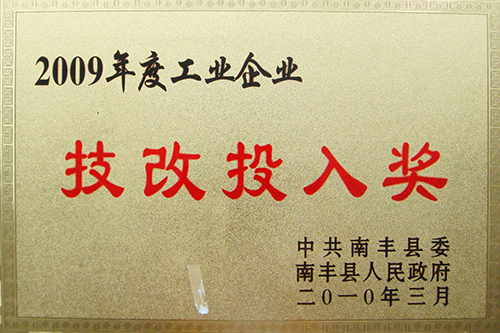 2009年度工业企业
技改投入奖
中共南丰县委
南丰县人民政府
二〇一〇年三月